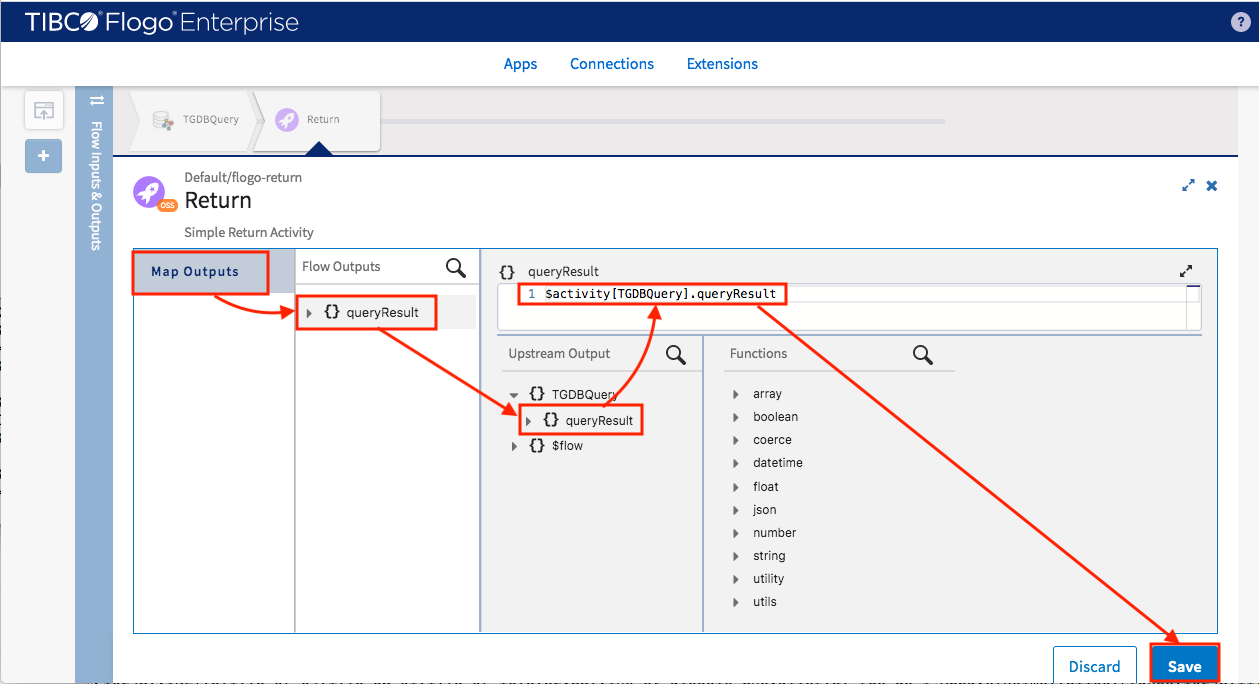 TIBCO Flogo® Enterprise
?
Apps Connections Extensions
Flow Inputs & Outputs
TGDBQuery
Return
+
Default/flogo-return
OSS
Return
Simple Return Activity
Map Outputs
Flow Outputs
{} queryResult
{} queryResult
1 $activity[TGDBQuery].queryResult
Upstream Output
{} TGDBQuery
{} queryResult
{} $flow
Functions
array
boolean
coerce
datetime
float
json
number
string
utility
utils
Discard
Save